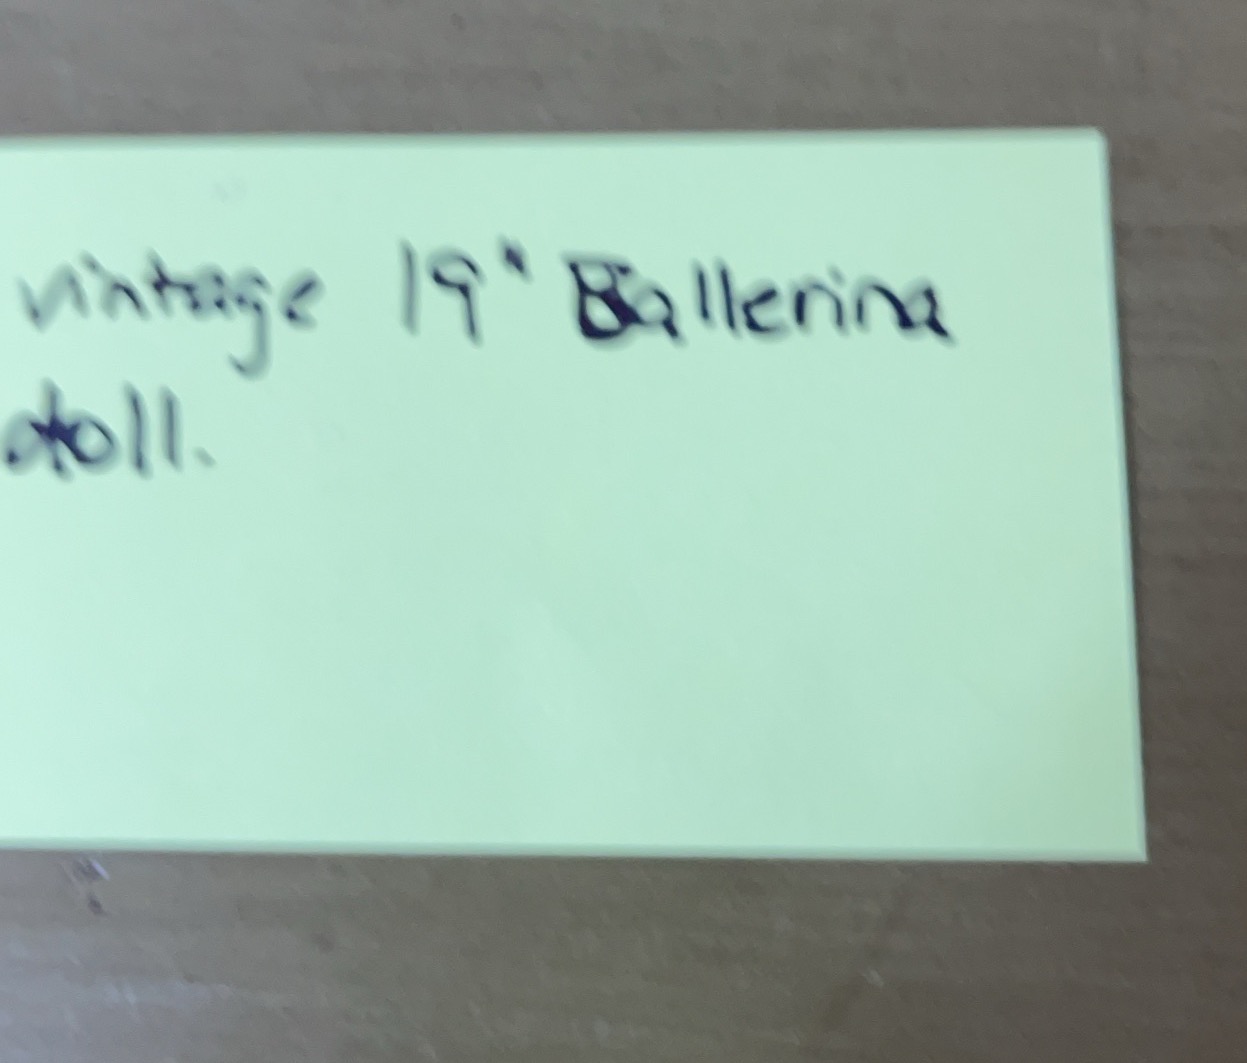 vintage 19" Ballerina
doll.